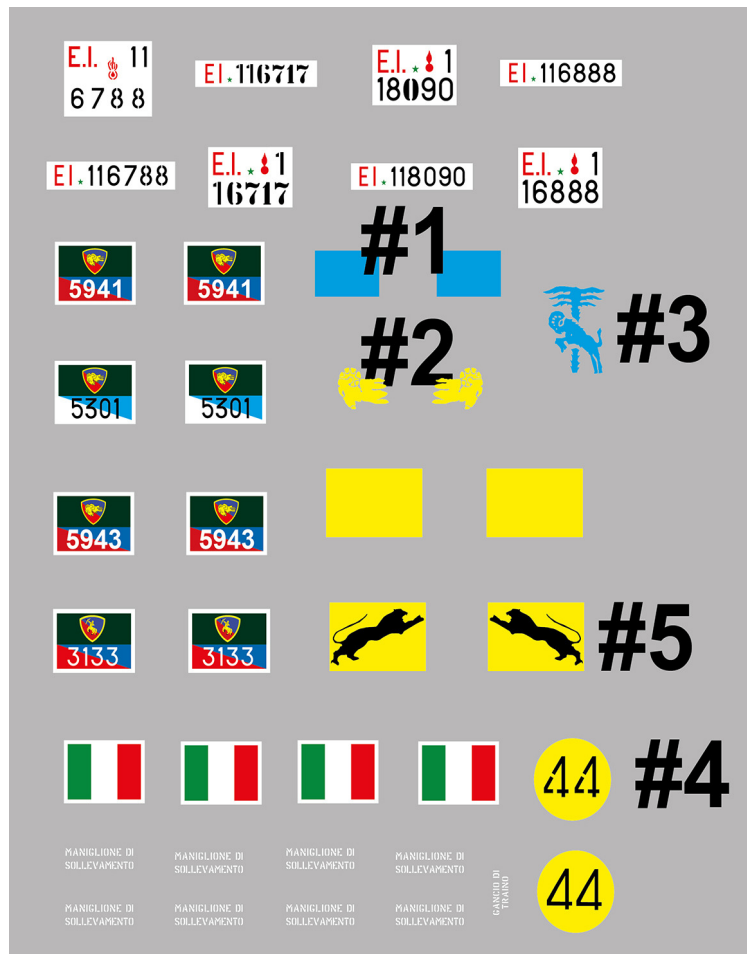 E.I. 11
6788
EI.116717
E.I. 1
18090
EI.116888
EI.116788
E.I. 1
16717
EI.118090
E.I. 1
16888
#1
5941
5941
#2
#3
5301
5301
5943
5943
3133
3133
#5
44
#4
MANIGLIONE DI
SOLLEVAMENTO
MANIGLIONE DI
SOLLEVAMENTO
MANIGLIONE DI
SOLLEVAMENTO
MANIGLIONE DI
SOLLEVAMENTO
GANCIO DI
TRAINO
44
MANIGLIONE DI
SOLLEVAMENTO
MANIGLIONE DI
SOLLEVAMENTO
MANIGLIONE DI
SOLLEVAMENTO
MANIGLIONE DI
SOLLEVAMENTO